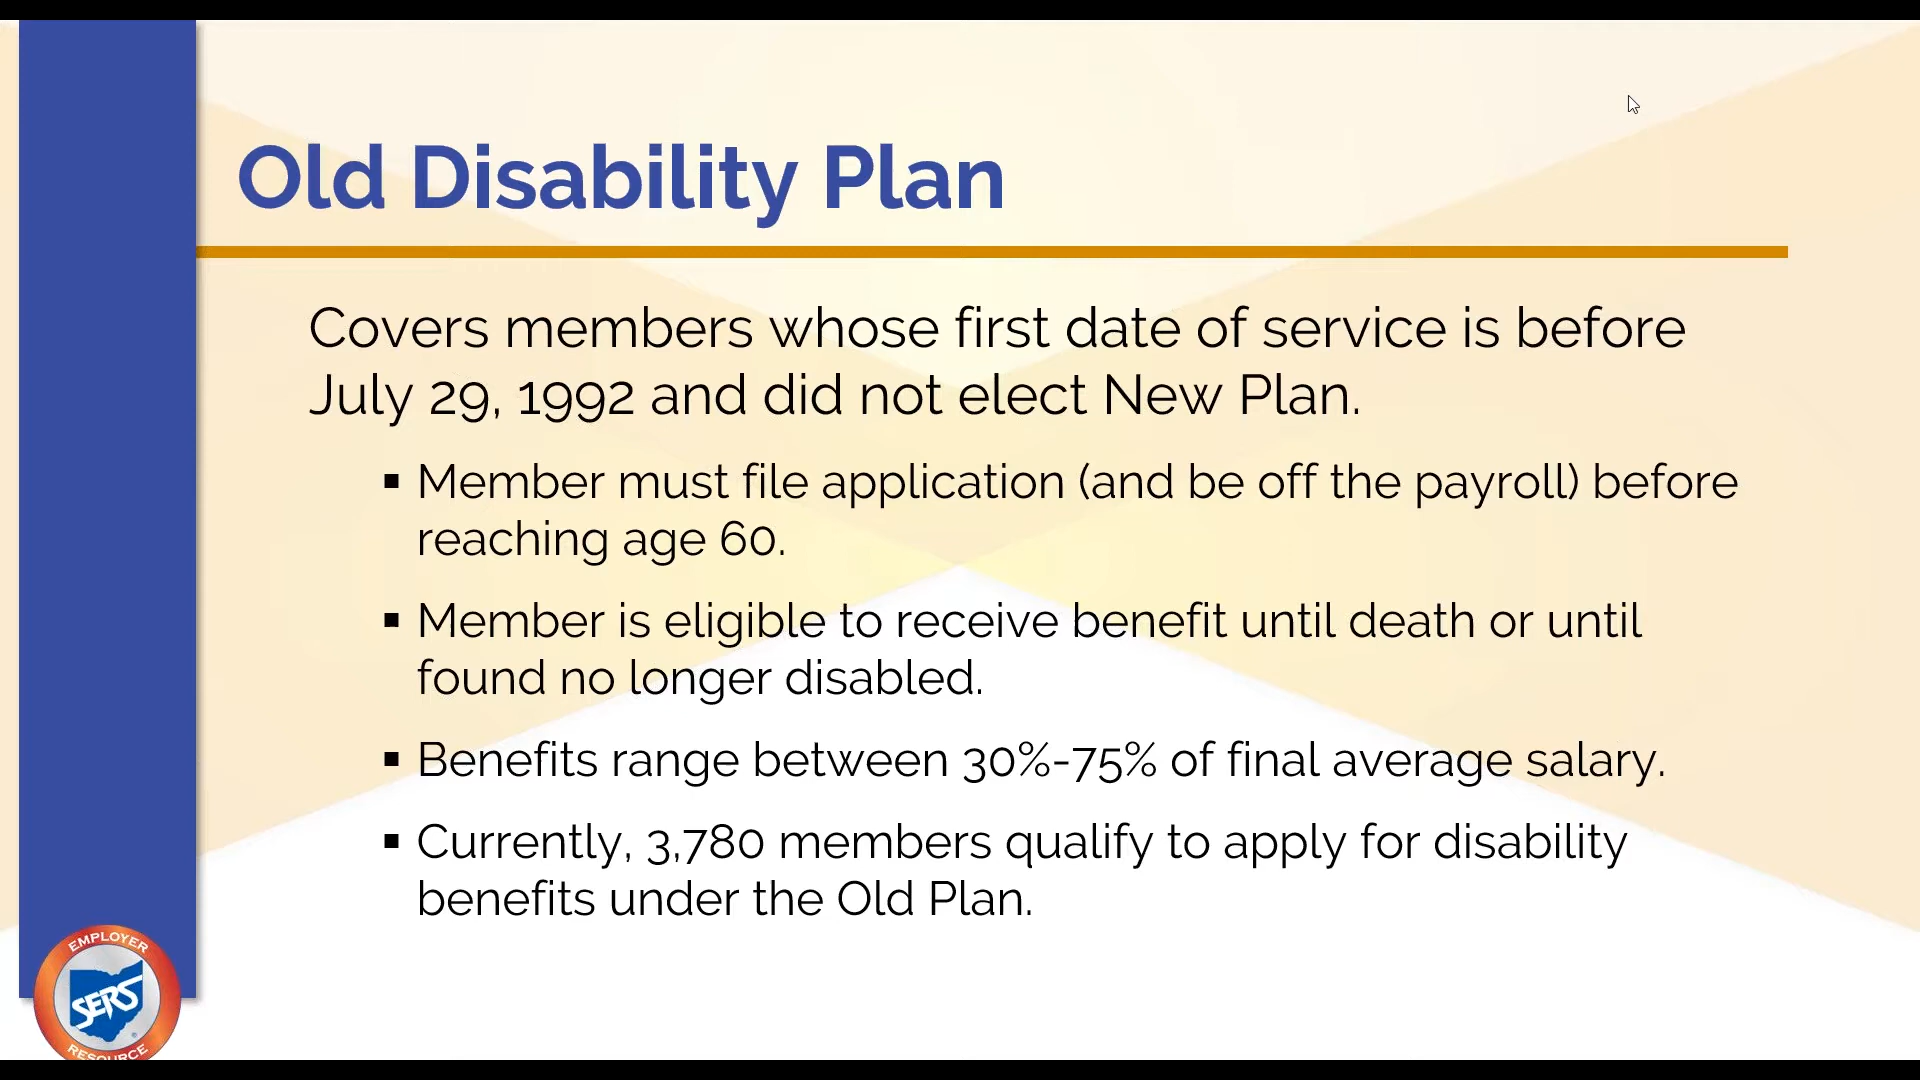 Old Disability Plan
Covers members whose first date of service is before
July 29, 1992 and did not elect New Plan.
▪ Member must file application (and be off the payroll) before
reaching age 60.
▪ Member is eligible to receive benefit until death or until
found no longer disabled.
▪ Benefits range between 30%-75% of final average salary.
▪ Currently, 3,780 members qualify to apply for disability
benefits under the Old Plan.
EMPLOYER
SERS
®
RESOURCE